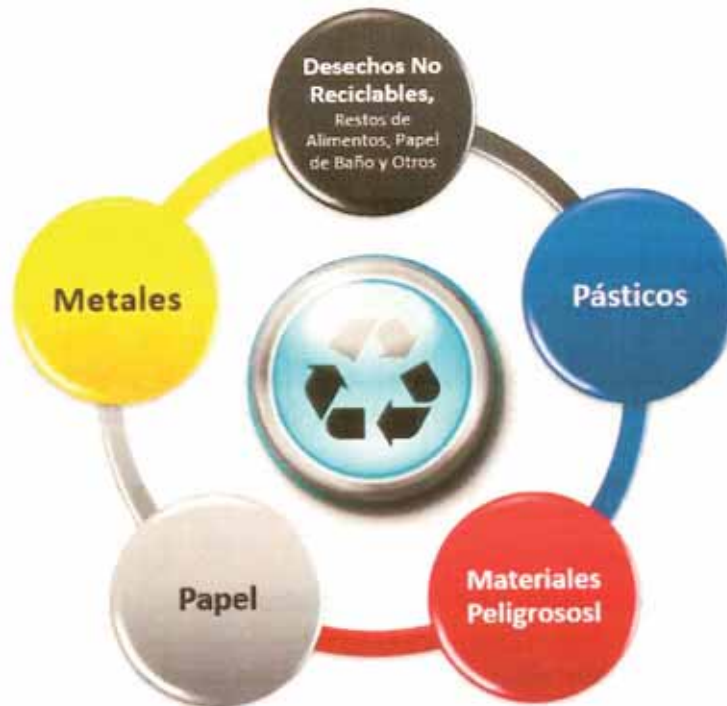 Desechos No
Reciclables,
Restos de
Alimentos, Papel
de Baño y Otros
Metales
Pásticos
Papel
Materiales
Peligrososl